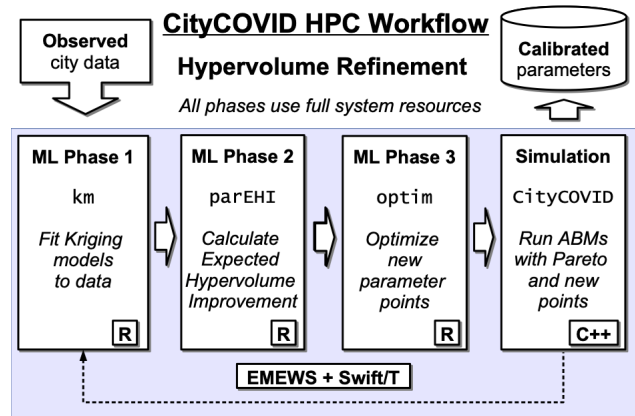 CityCOVID HPC Workflow
Observed
city data
Hypervolume Refinement
All phases use full system resources
Calibrated
parameters
ML Phase 1
km
Fit Kriging
models
to data
R
ML Phase 2
parEHI
Calculate
Expected
Hypervolume
Improvement
R
ML Phase 3
optim
Optimize
new
parameter
points
R
Simulation
CityCOVID
Run ABMs
with Pareto
and new
points
C++
EMEWS + Swift/T